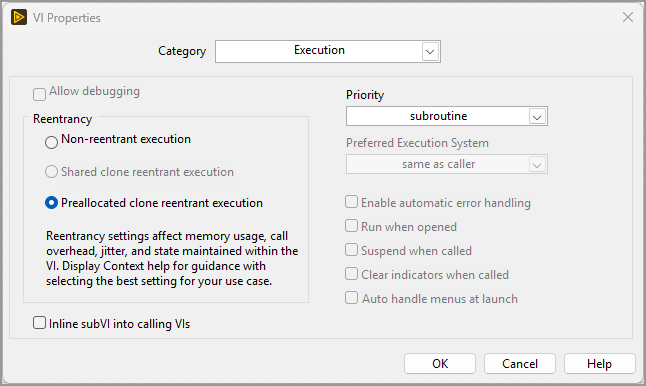 VI Properties
Category
Execution
Allow debugging
Reentrancy
Non-reentrant execution
Shared clone reentrant execution
Preallocated clone reentrant execution
Reentrancy settings affect memory usage, call
overhead, jitter, and state maintained within the
VI. Display Context help for guidance with
selecting the best setting for your use case.
Inline subVI into calling VIs
Priority
subroutine
Preferred Execution System
same as caller
Enable automatic error handling
Run when opened
Suspend when called
Clear indicators when called
Auto handle menus at launch
OK
Cancel
Help